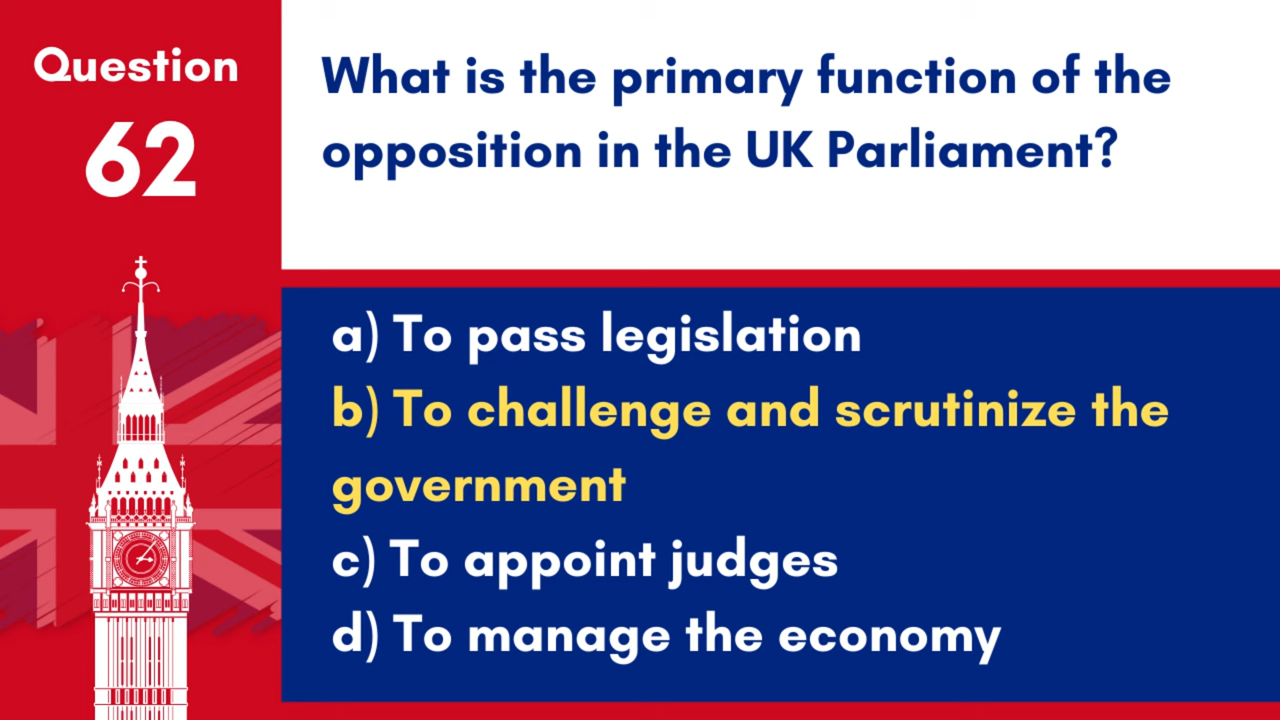 Question
62
What is the primary function of the
opposition in the UK Parliament?
a) To pass legislation
b) To challenge and scrutinize the
government
c) To appoint judges
d) To manage the economy